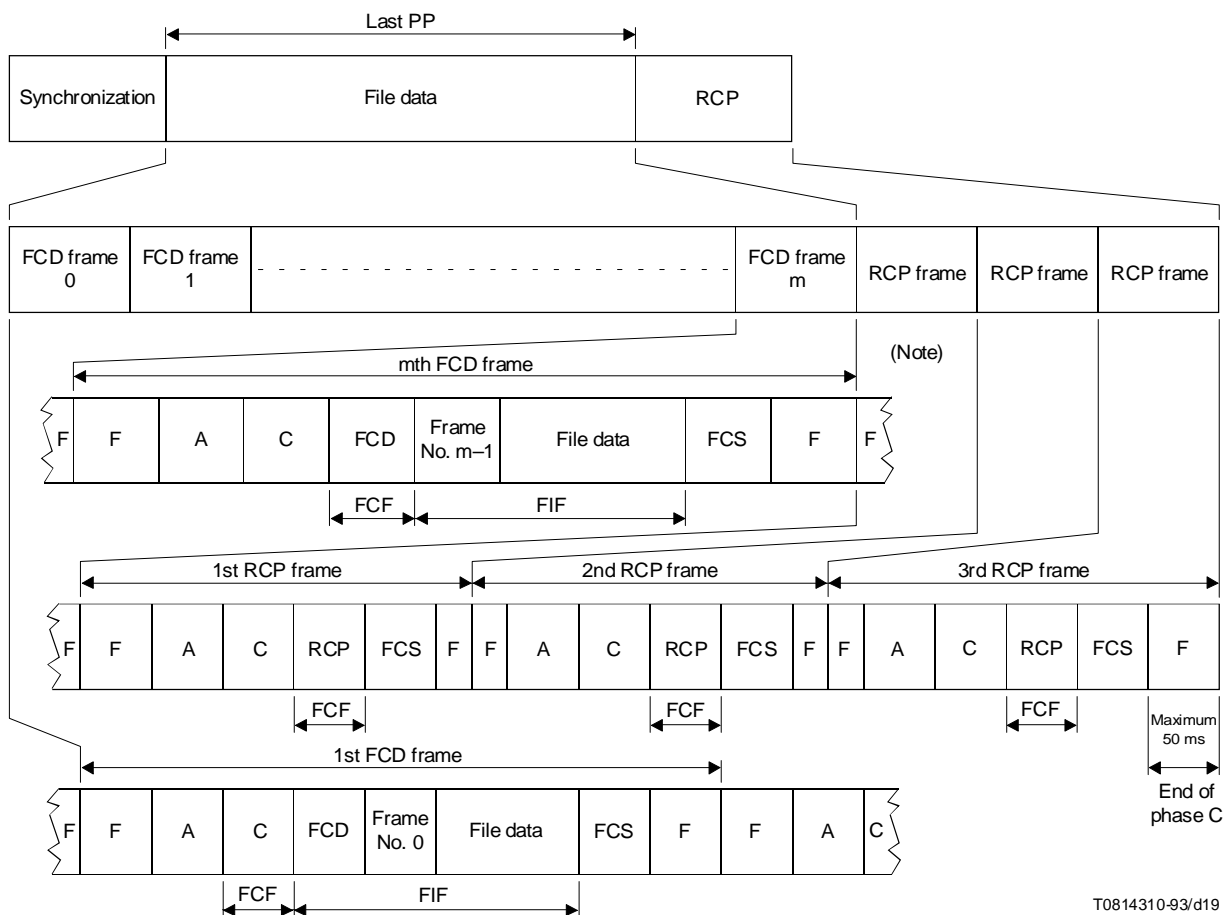 Last PP
Synchronization File data RCP
FCD frame 0 FCD frame 1 FCD frame m RCP frame RCP frame RCP frame
(Note)
mth FCD frame
F F A C FCD Frame No. m–1 File data FCS F F
FCF FIF
1st RCP frame 2nd RCP frame 3rd RCP frame
F F A C RCP FCS F F A C RCP FCS F F A C RCP FCS F
FCF FCF FCF Maximum 50 ms
1st FCD frame
End of phase C
F F A C FCD Frame No. 0 File data FCS F F A C
FCF FIF
T0814310-93/d19